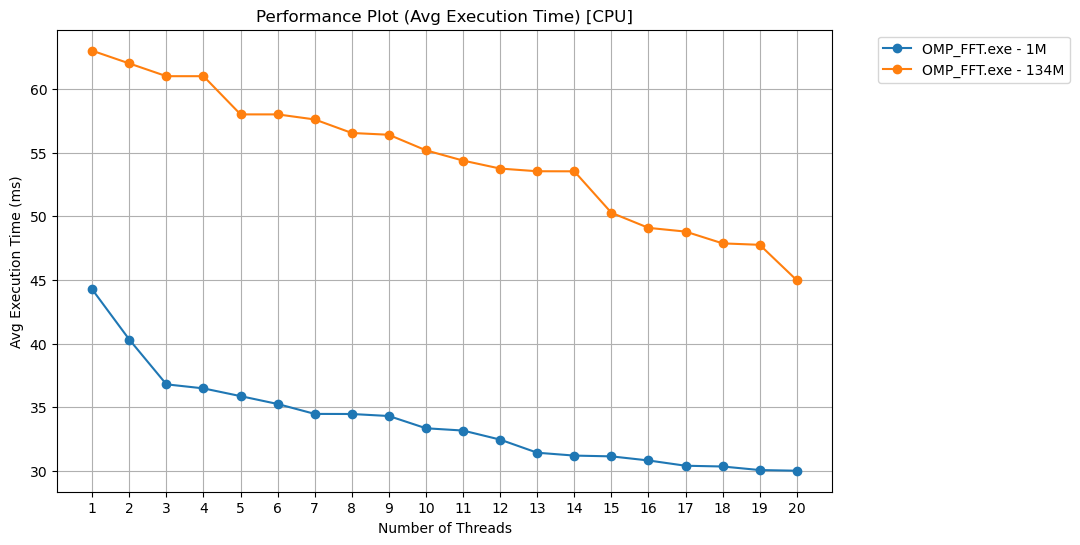 Performance Plot (Avg Execution Time) [CPU]
OMP_FFT.exe - 1M
OMP_FFT.exe - 134M
Avg Execution Time (ms)
60
55
50
45
40
35
30
1 2 3 4 5 6 7 8 9 10 11 12 13 14 15 16 17 18 19 20
Number of Threads